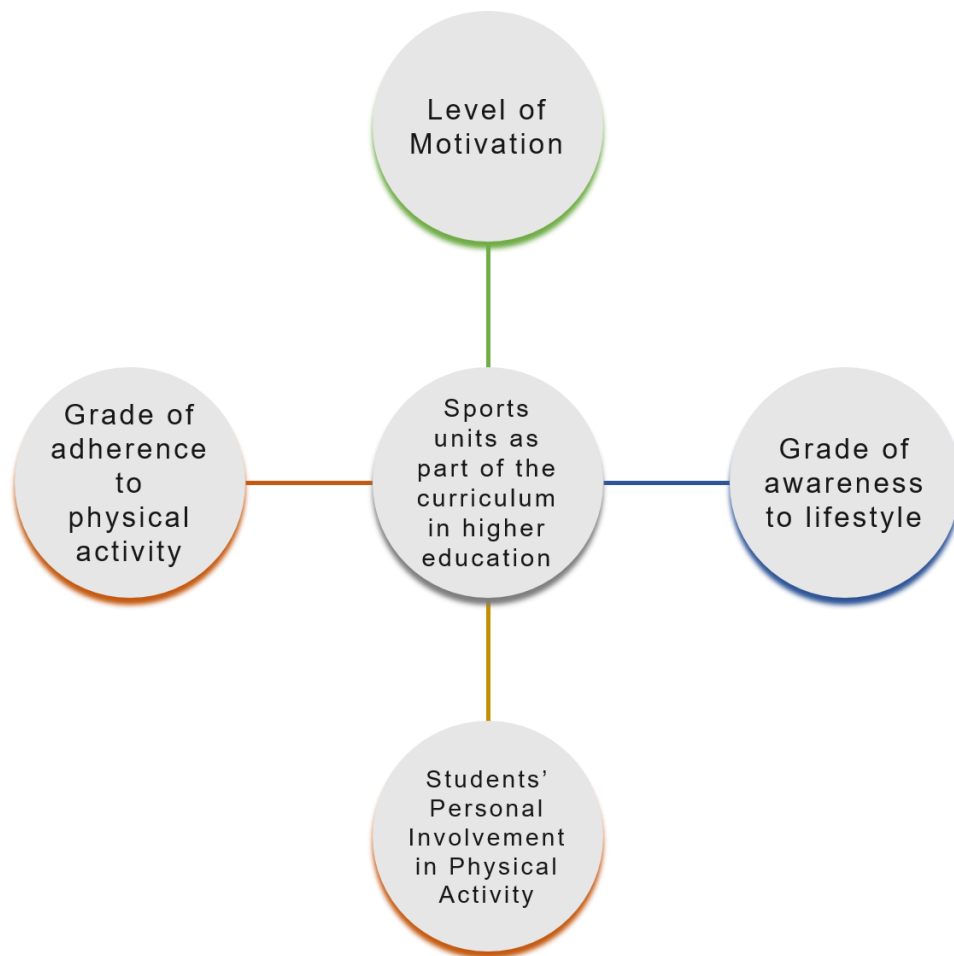 Level of
Motivation
Grade of
adherence
to
physical
activity
Sports
units as
part of the
curriculum
in higher
education
Grade of
awareness
to lifestyle
Students’
Personal
Involvement
in Physical
Activity